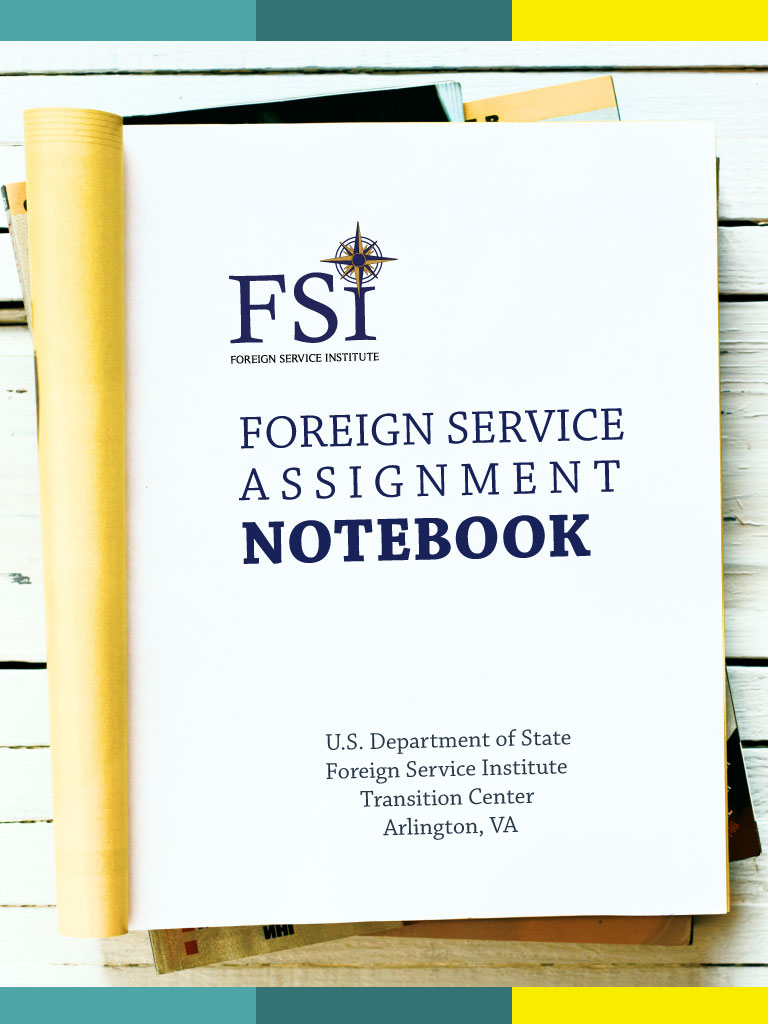 FSI
FOREIGN SERVICE INSTITUTE
FOREIGN SERVICE
ASSIGNMENT
NOTEBOOK
U.S. Department of State
Foreign Service Institute
Transition Center
Arlington, VA